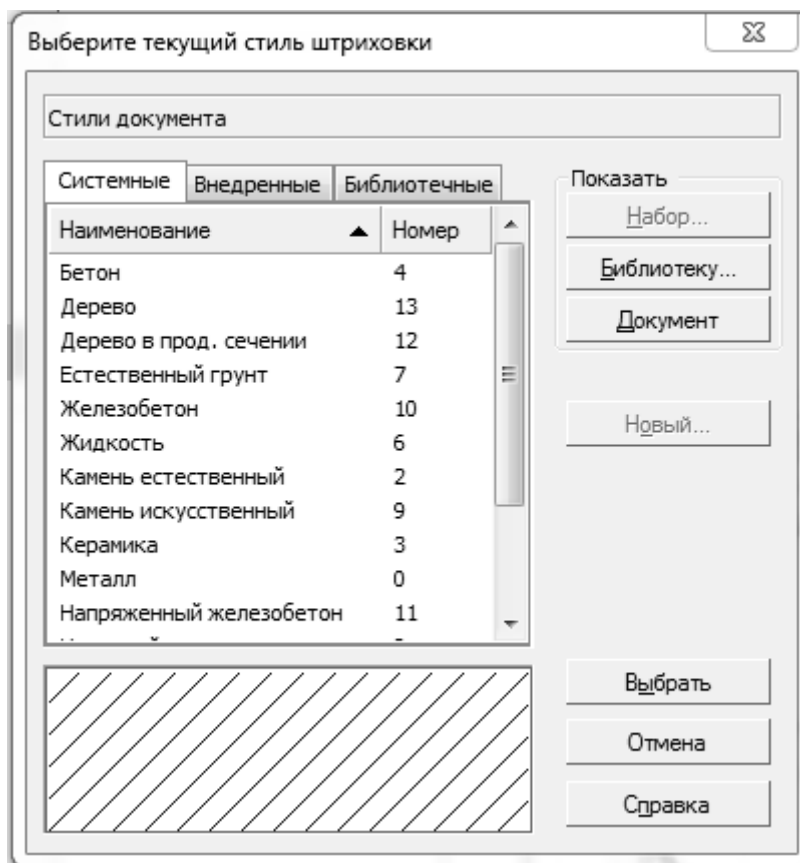 Выберите текущий стиль штриховки
Стили документа
Системные Внедренные Библиотечные
Наименование Номер
Бетон 4
Дерево 13
Дерево в прод. сечении 12
Естественный грунт 7
Железобетон 10
Жидкость 6
Камень естественный 2
Камень искусственный 9
Керамика 3
Металл 0
Напряженный железобетон 11
Показать
Набор...
Библиотеку...
Документ
Новый...
Выбрать
Отмена
Справка